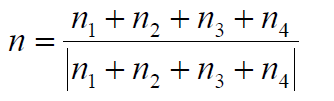 n = (n₁ + n₂ + n₃ + n₄) / |n₁ + n₂ + n₃ + n₄|